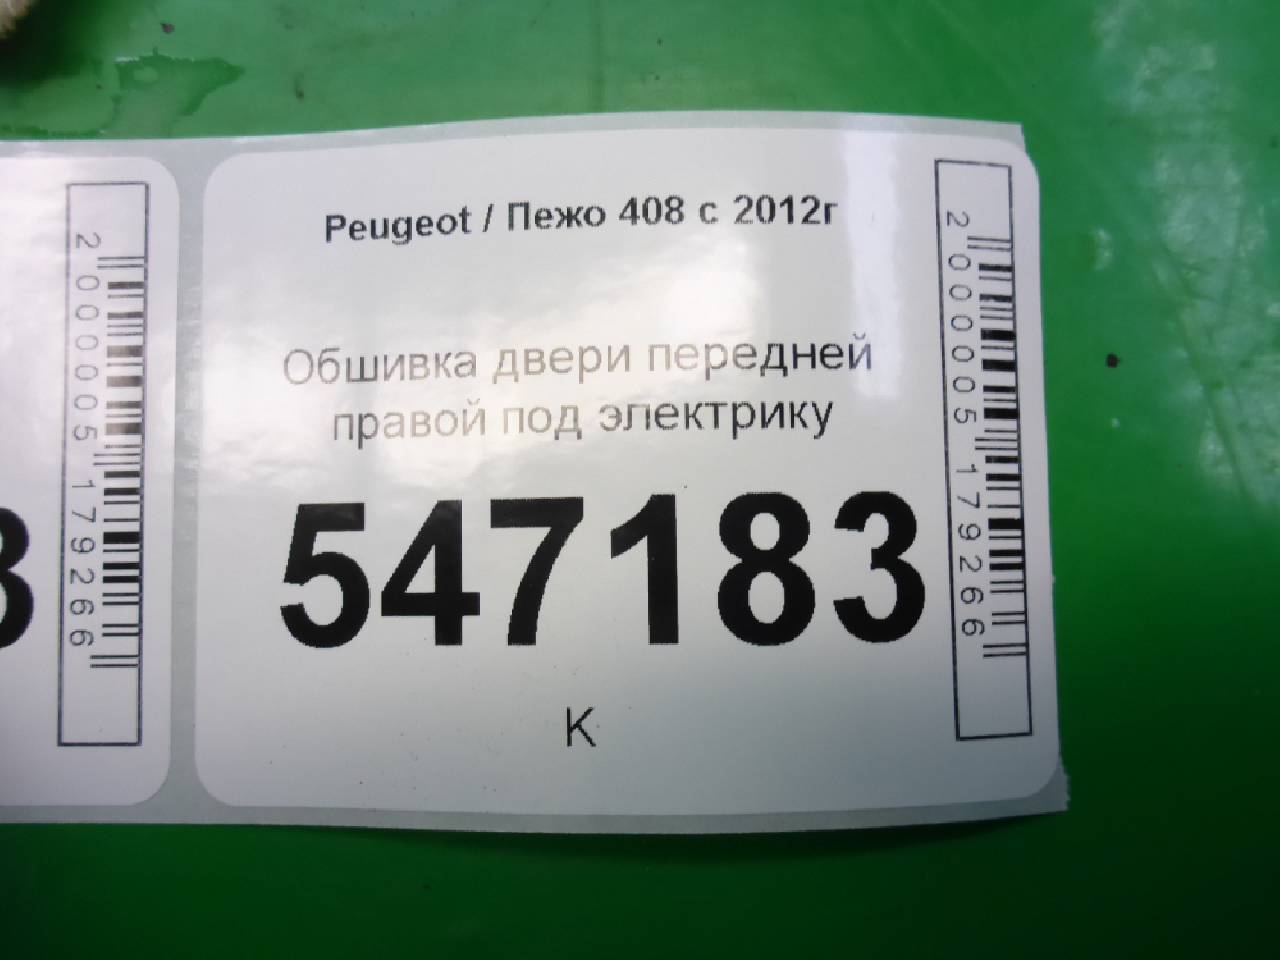 3
2000005179266
Peugeot / Пежо 408 с 2012г
Обшивка двери передней
правой под электрику
547183
К
2000005179266